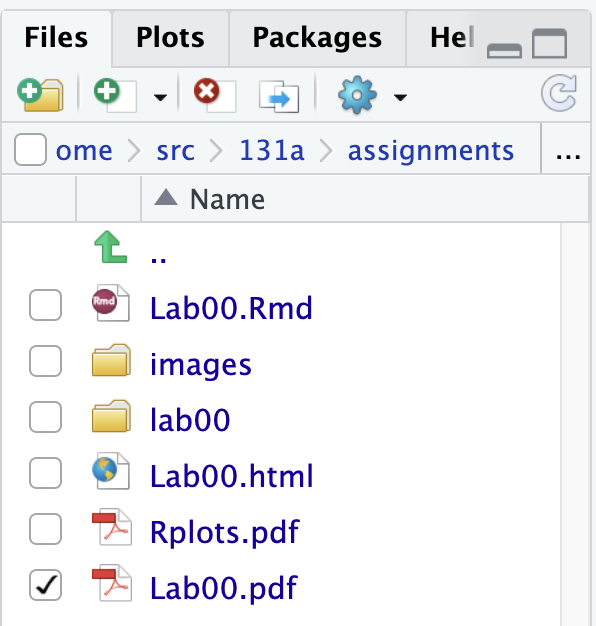 Files Plots Packages Hel
ome src 131a assignments ...
Name
..
Rmd Lab00.Rmd
images
lab00
Lab00.html
Rplots.pdf
Lab00.pdf